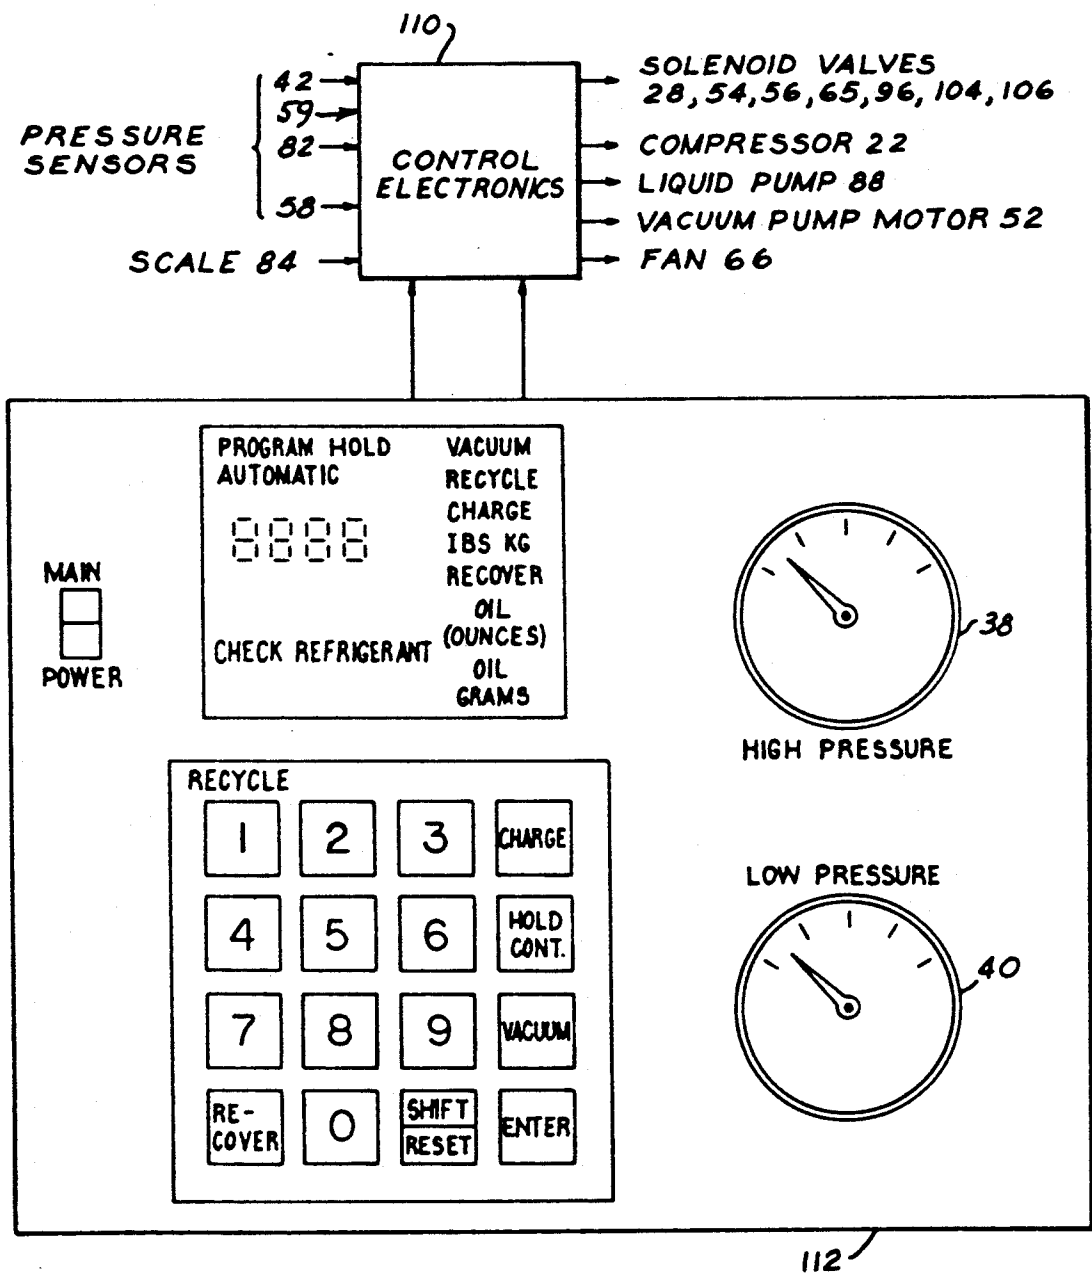 110
42
59
82
58
PRESSURE
SENSORS
SCALE 84
CONTROL
ELECTRONICS
SOLENOID VALVES
28, 54, 56, 65, 96, 104, 106
COMPRESSOR 22
LIQUID PUMP 88
VACUUM PUMP MOTOR 52
FAN 66
MAIN
POWER
PROGRAM HOLD
AUTOMATIC
8888
CHECK REFRIGERANT
VACUUM
RECYCLE
CHARGE
IBS KG
RECOVER
OIL
(OUNCES)
OIL
GRAMS
38
HIGH PRESSURE
RECYCLE
1 2 3 CHARGE
4 5 6 HOLD
CONT.
7 8 9 VACUUM
RE-
COVER
0
SHIFT
RESET
ENTER
LOW PRESSURE
40
112